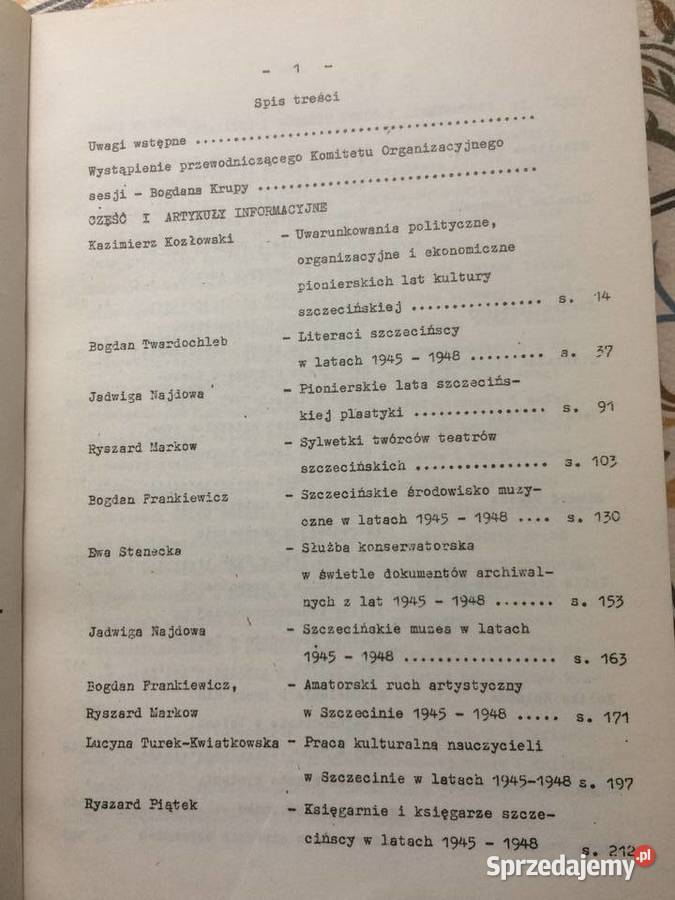 - 1 -
Spis treści
Uwagi wstępne ............................................
Wystąpienie przewodniczącego Komitetu Organizacyjnego
sesji - Bogdana Krupy ....................................
CZĘŚĆ I ARTYKUŁY INFORMACYJNE
Kazimierz Kozłowski - Uwarunkowania polityczne,
organizacyjne i ekonomiczne
pionierskich lat kultury
szczecińskiej ................. s. 14
Bogdan Twardochleb - Literaci szczecińscy
w latach 1945 - 1948 ......... s. 37
Jadwiga Najdowa - Pionierskie lata szczecińs-
kiej plastyki ................. s. 91
Ryszard Markow - Sylwetki twórców teatrów
szczecińskich ................. s. 103
Bogdan Frankiewicz - Szczecińskie środowisko muzy-
czne w latach 1945 - 1948 .... s. 130
Ewa Stanecka - Służba konserwatorska
w świetle dokumentów archiwal-
nych z lat 1945 - 1948 ....... s. 153
Jadwiga Najdowa - Szczecińskie muzea w latach
1945 - 1948 .................. s. 163
Bogdan Frankiewicz, - Amatorski ruch artystyczny
Ryszard Markow w Szczecinie 1945 - 1948 ..... s. 171
Lucyna Turek-Kwiatkowska - Praca kulturalna nauczycieli
w Szczecinie w latach 1945-1948 s. 197
Ryszard Piątek - Księgarnie i księgarze szcze-
cińscy w latach 1945 - 1948 s. 212
Sprzedajemy.pl